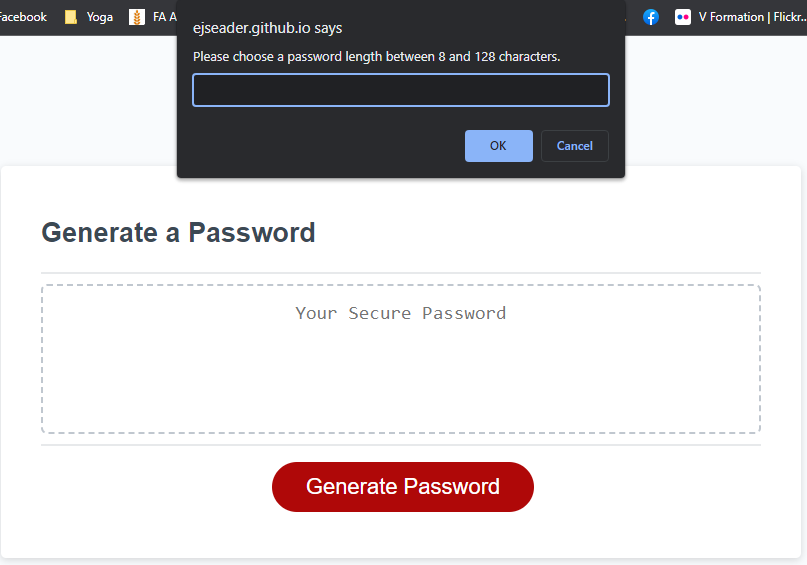 Facebook Yoga FA A V Formation | Flickr...
ejseader.github.io says
Please choose a password length between 8 and 128 characters.
OK Cancel
Generate a Password
Your Secure Password
Generate Password